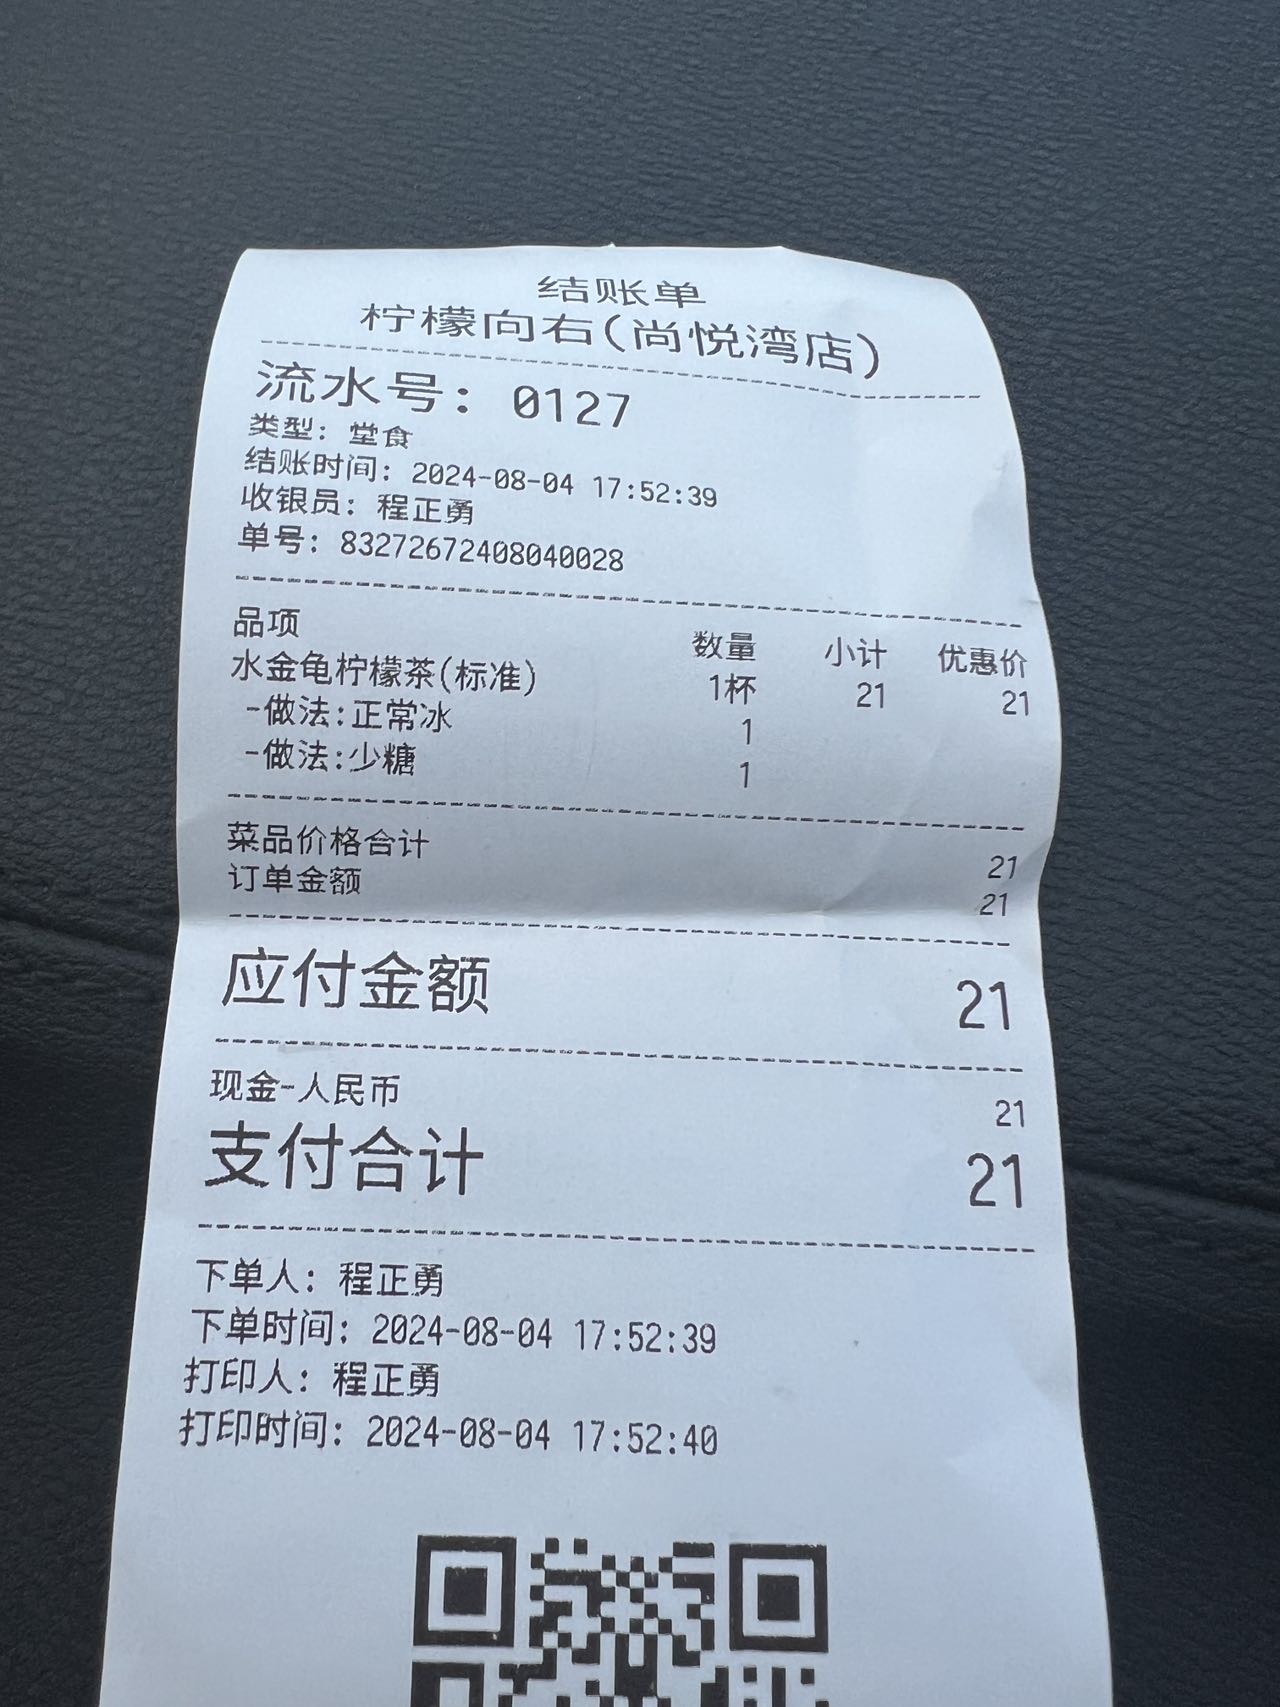 结账单
柠檬向右(尚悦湾店)
流水号: 0127
类型: 堂食
结账时间: 2024-08-04 17:52:39
收银员: 程正勇
单号: 83272672408040028
品项 数量 小计 优惠价
水金龟柠檬茶(标准) 1杯 21 21
-做法:正常冰 1
-做法:少糖 1
菜品价格合计 21
订单金额 21
应付金额 21
现金-人民币 21
支付合计 21
下单人: 程正勇
下单时间: 2024-08-04 17:52:39
打印人: 程正勇
打印时间: 2024-08-04 17:52:40